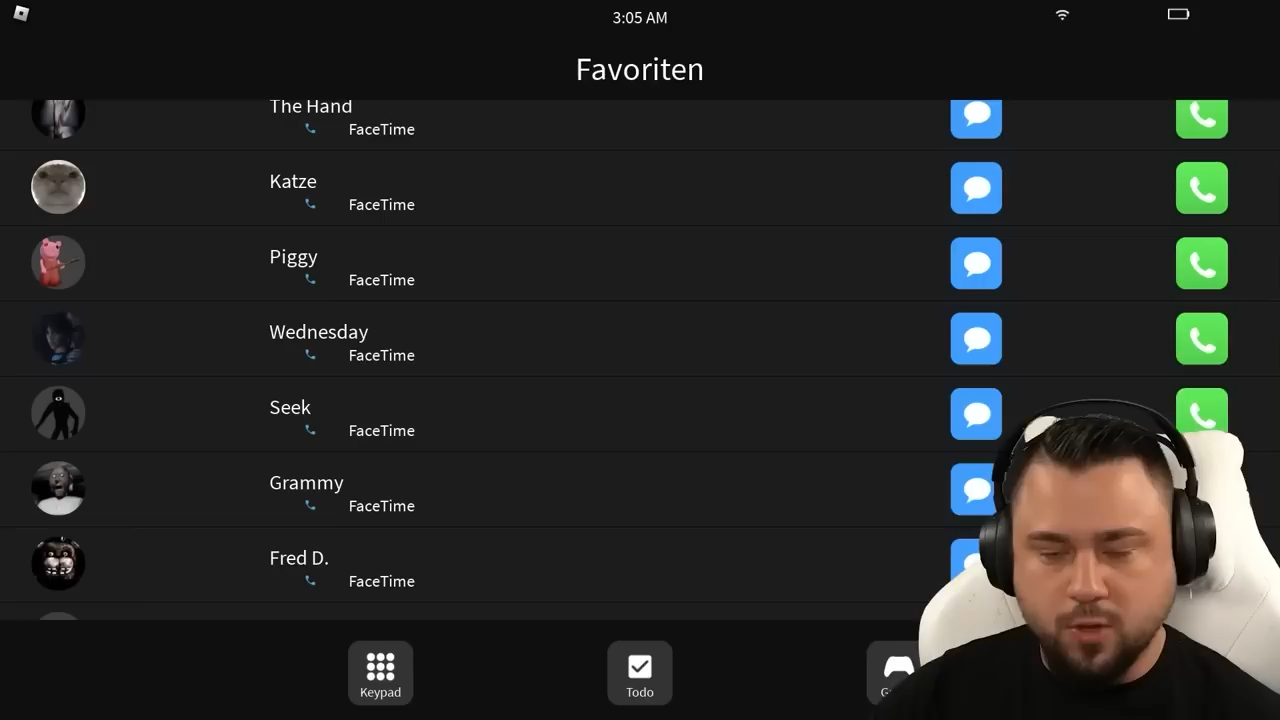 3:05 AM
Favoriten
The Hand
FaceTime
Katze
FaceTime
Piggy
FaceTime
Wednesday
FaceTime
Seek
FaceTime
Grammy
FaceTime
Fred D.
FaceTime
Keypad
Todo